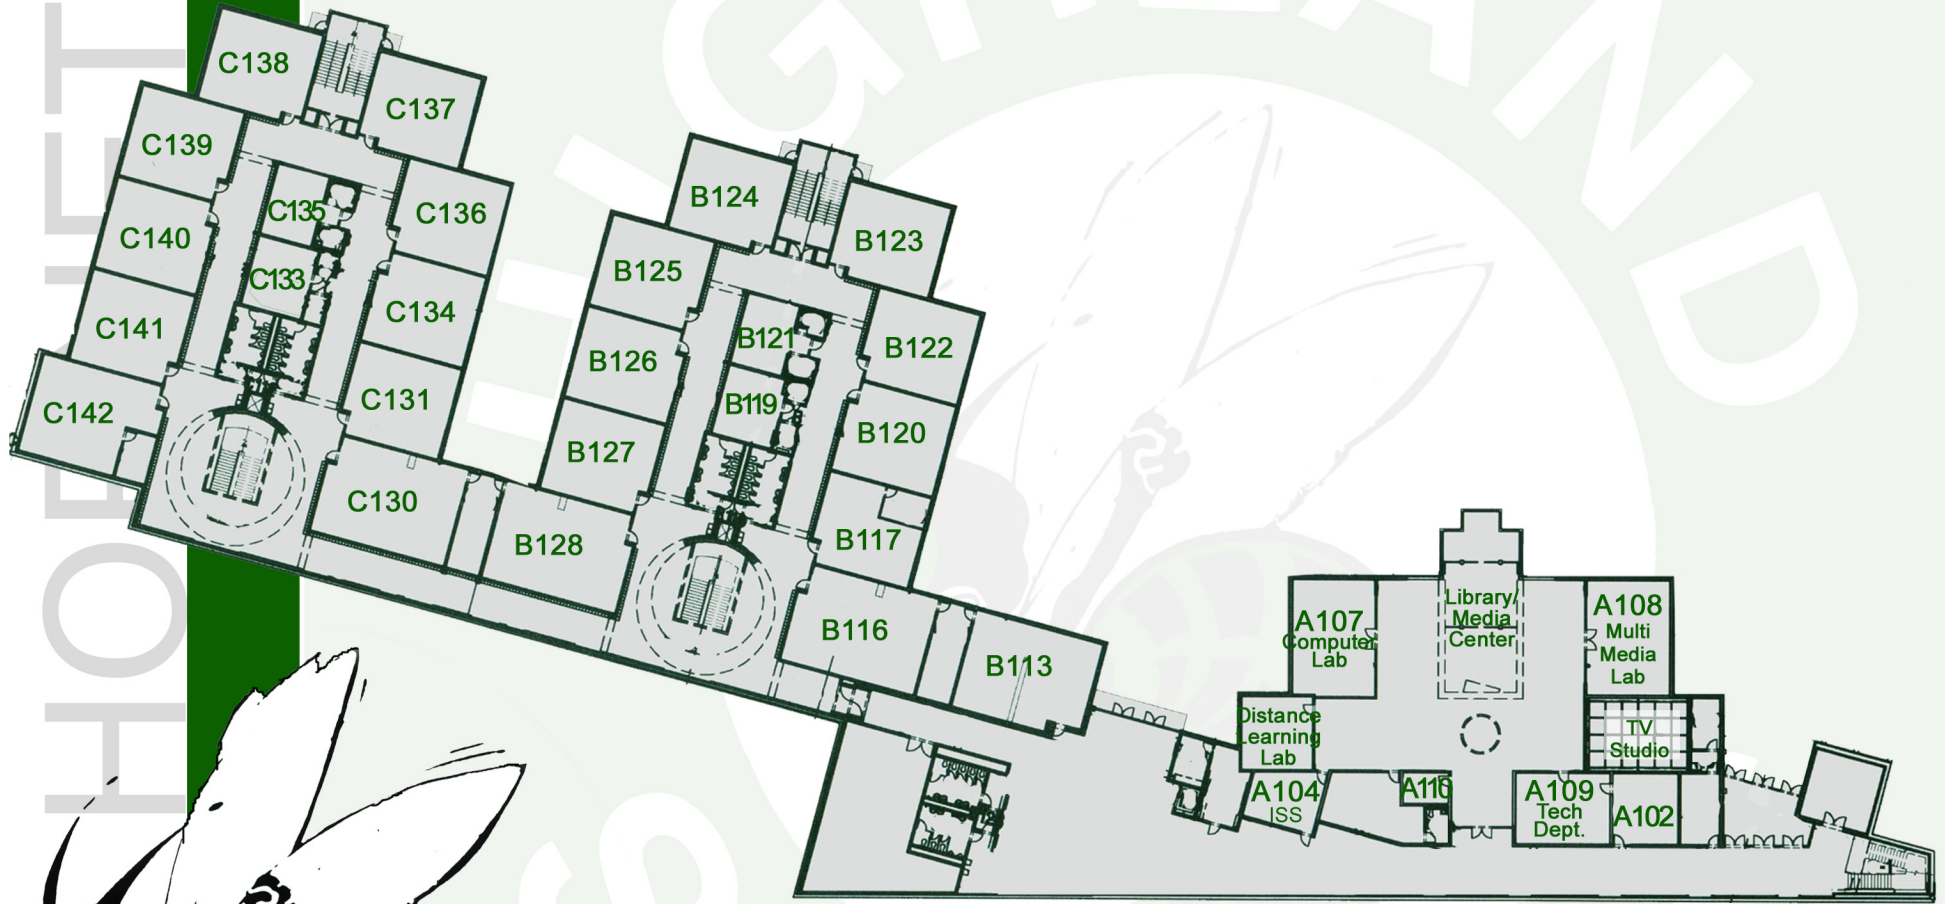 HORNET
HIGHLAND
S
C138
C137
C139
C135
C136
C140
C133
C134
C141
C131
C142
C130
B124
B123
B125
B121
B122
B126
B119
B120
B127
B117
B128
B116
B113
A107
Computer
Lab
Library/
Media
Center
A108
Multi
Media
Lab
Distance
Learning
Lab
TV
Studio
A104
ISS
A110
A109
Tech
Dept.
A102